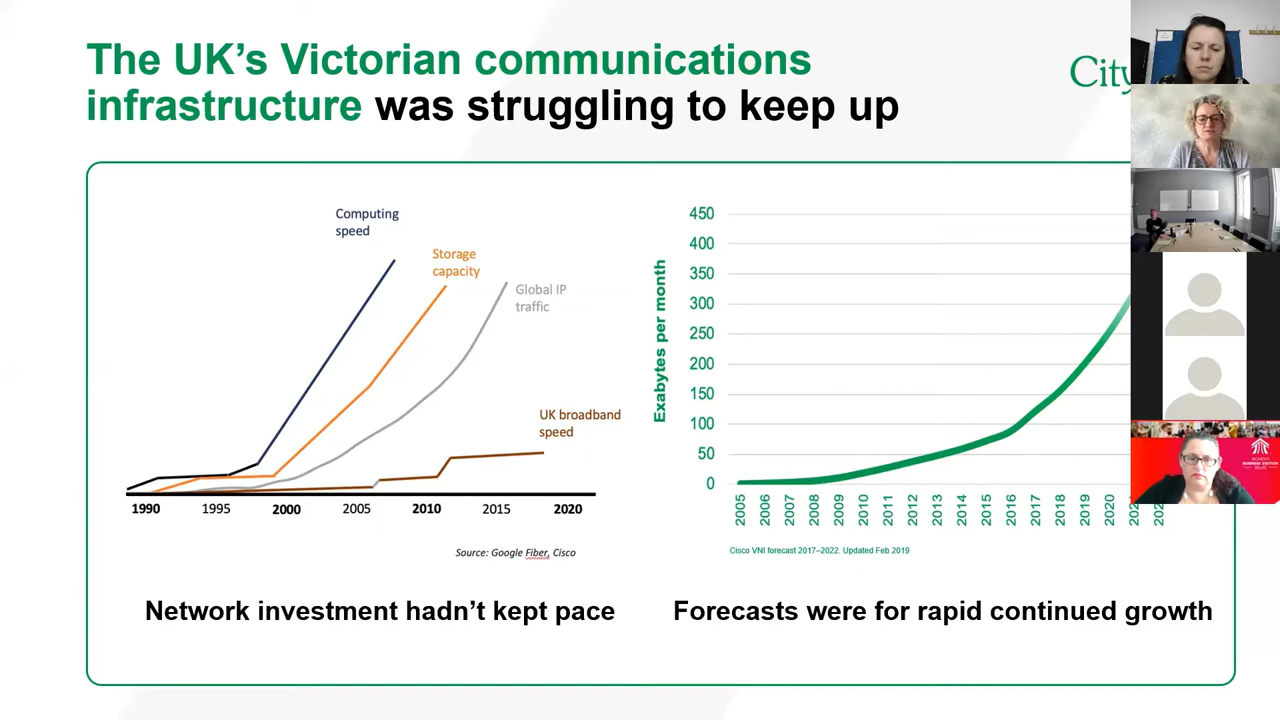 The UK’s Victorian communications
infrastructure was struggling to keep up
City
Computing
speed
Storage
capacity
Global IP
traffic
UK broadband
speed
1990 1995 2000 2005 2010 2015 2020
Source: Google Fiber, Cisco
Network investment hadn’t kept pace
Exabytes per month
450
400
350
300
250
200
150
100
50
0
2005 2006 2007 2008 2009 2010 2011 2012 2013 2014 2015 2016 2017 2018 2019 2020
Cisco VNI forecast 2017–2022. Updated Feb 2019
Forecasts were for rapid continued growth
WOMEN'S
BUSINESS STATION